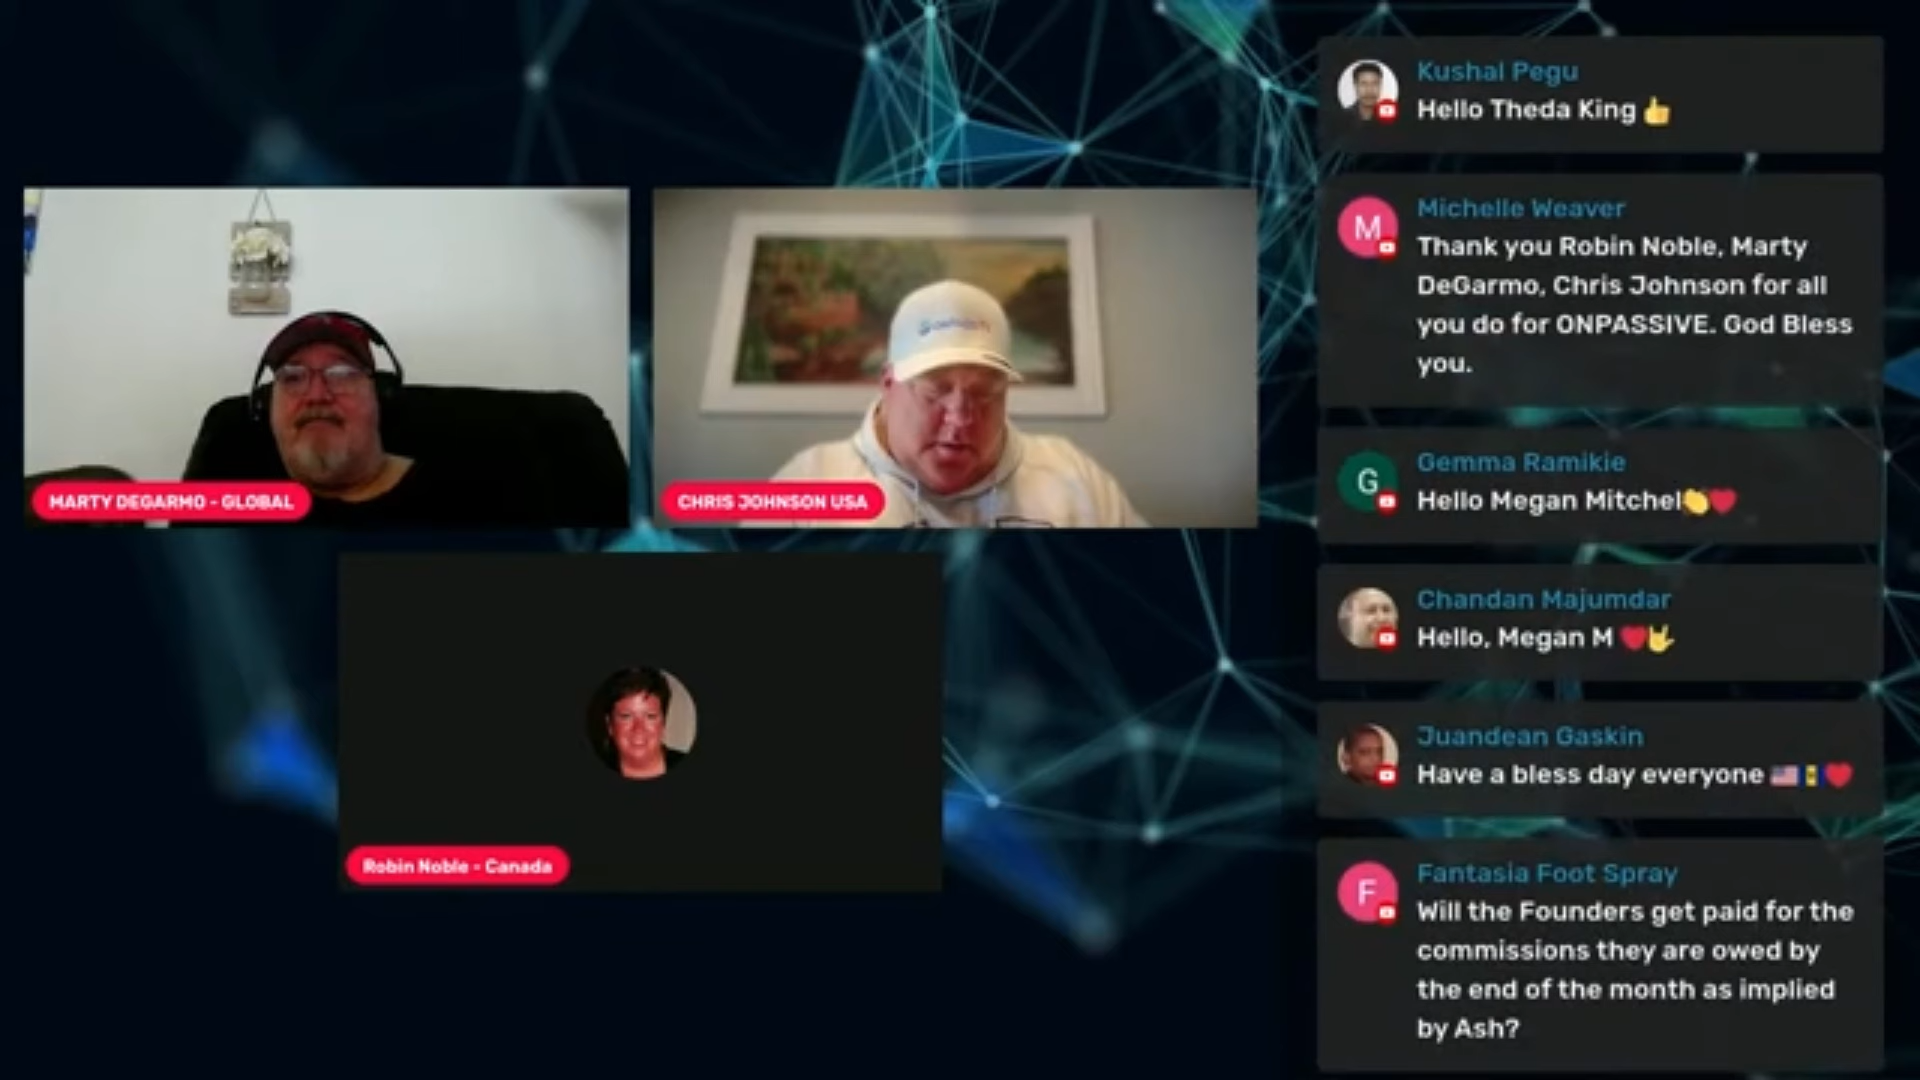 MARTY DEGARMO - GLOBAL
CHRIS JOHNSON USA
Robin Noble - Canada
Kushal Pegu
Hello Theda King 👍
M
Michelle Weaver
Thank you Robin Noble, Marty
DeGarmo, Chris Johnson for all
you do for ONPASSIVE. God Bless
you.
G
Gemma Ramikie
Hello Megan Mitchel👏❤️
Chandan Majumdar
Hello, Megan M ❤️🤟
Juandean Gaskin
Have a bless day everyone 🇺🇸🇧🇧❤️
F
Fantasia Foot Spray
Will the Founders get paid for the
commissions they are owed by
the end of the month as implied
by Ash?